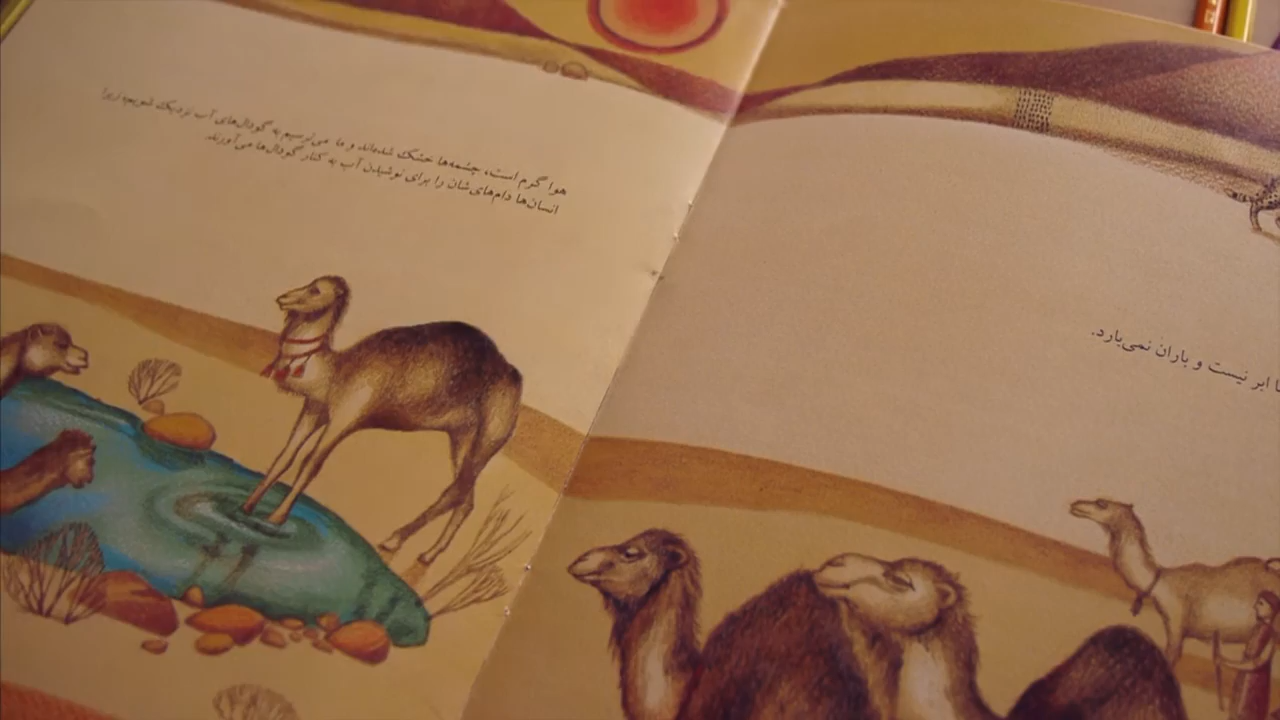 هوا گرم است، چشمه‌ها خشک شده‌اند و ما می‌ترسیم به گودال‌های آب نزدیک شویم، زیرا
انسان‌ها دام‌های‌شان را برای نوشیدن آب به کنار گودال‌ها می‌آورند.
ابر نیست و باران نمی‌بارد.